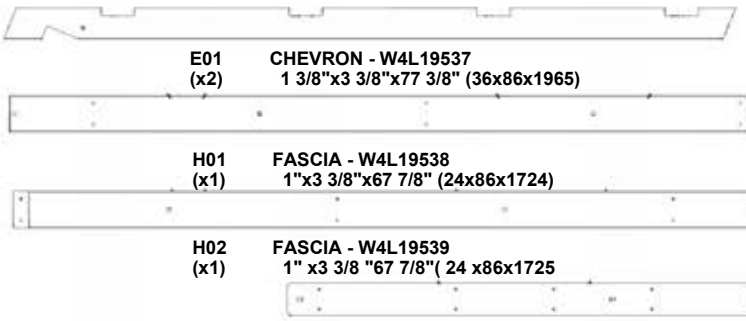 E01 CHEVRON - W4L19537
(x2) 1 3/8"x3 3/8"x77 3/8" (36x86x1965)
H01 FASCIA - W4L19538
(x1) 1"x3 3/8"x67 7/8" (24x86x1724)
H02 FASCIA - W4L19539
(x1) 1" x3 3/8 "67 7/8"( 24 x86x1725